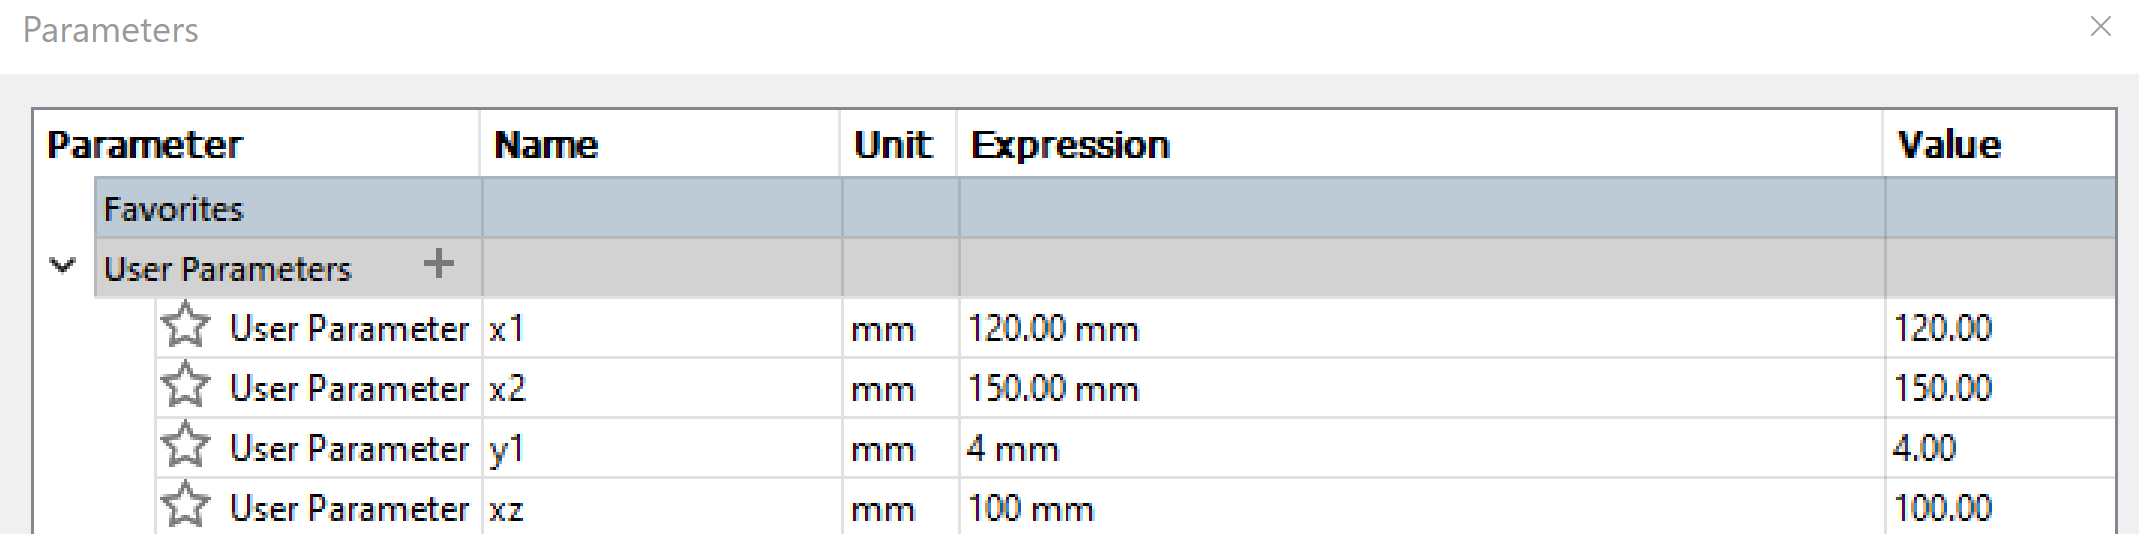 Parameters
Parameter Name Unit Expression Value
Favorites
User Parameters +
User Parameter x1 mm 120.00 mm 120.00
User Parameter x2 mm 150.00 mm 150.00
User Parameter y1 mm 4 mm 4.00
User Parameter xz mm 100 mm 100.00